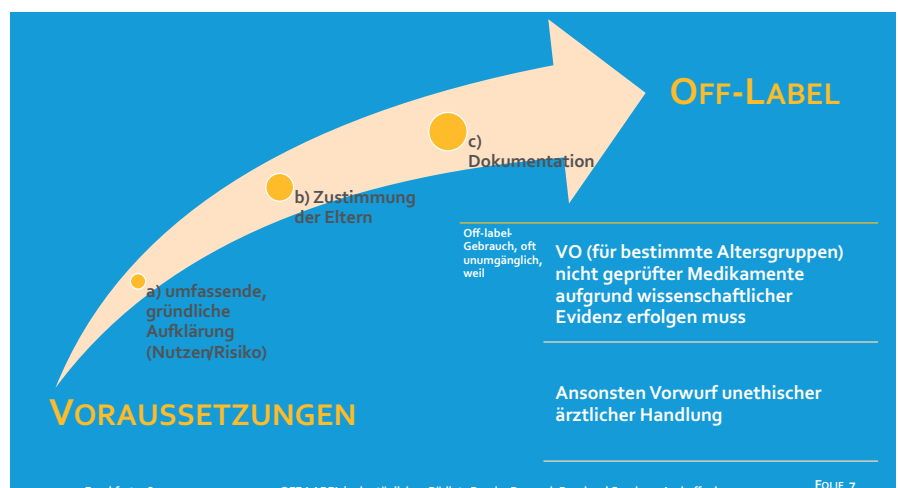 OFF-LABEL
c)
Dokumentation
b) Zustimmung
der Eltern
a) umfassende,
gründliche
Aufklärung
(Nutzen/Risiko)
VORAUSSETZUNGEN
Off-label-
Gebrauch, oft
unumgänglich,
weil
VO (für bestimmte Altersgruppen)
nicht geprüfter Medikamente
aufgrund wissenschaftlicher
Evidenz erfolgen muss
Ansonsten Vorwurf unethischer
ärztlicher Handlung
FOLIE 7